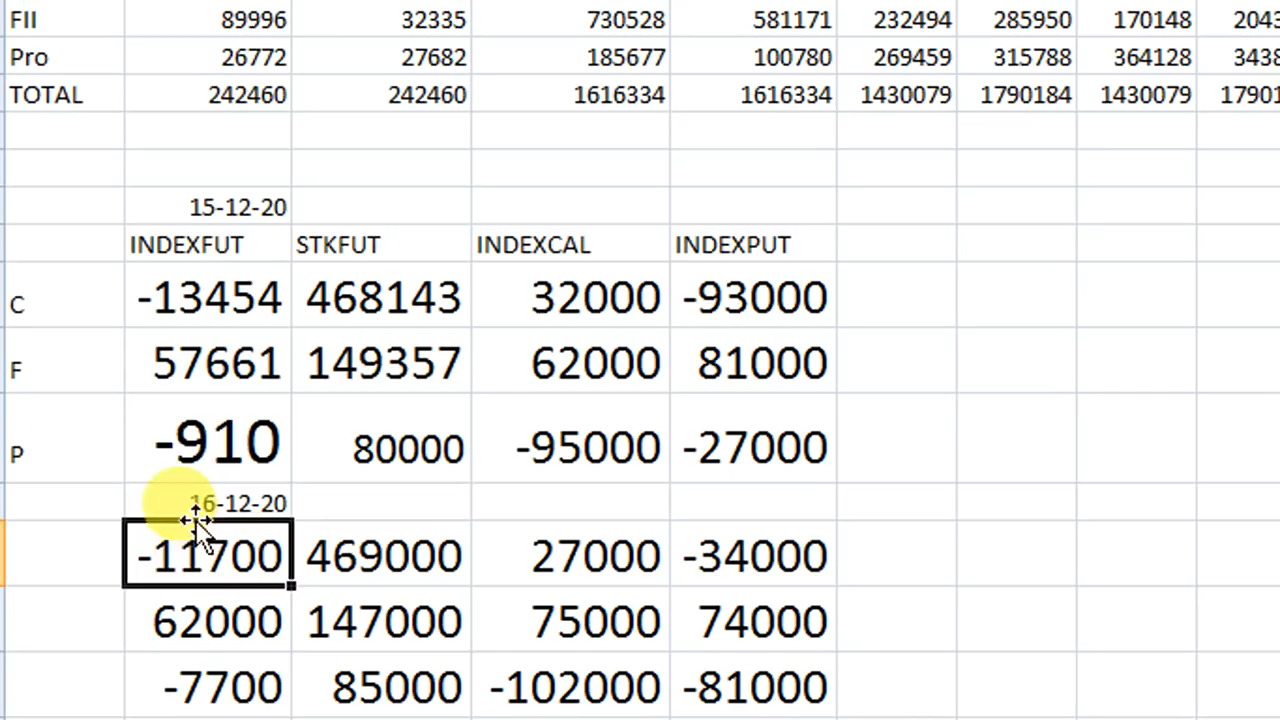 FII 89996 32335 730528 581171 232494 285950 170148
Pro 26772 27682 185677 100780 269459 315788 364128
TOTAL 242460 242460 1616334 1616334 1430079 1790184 1430079
15-12-20
INDEXFUT STKFUT INDEXCAL INDEXPUT
C -13454 468143 32000 -93000
F 57661 149357 62000 81000
P -910 80000 -95000 -27000
16-12-20
-11700 469000 27000 -34000
62000 147000 75000 74000
-7700 85000 -102000 -81000